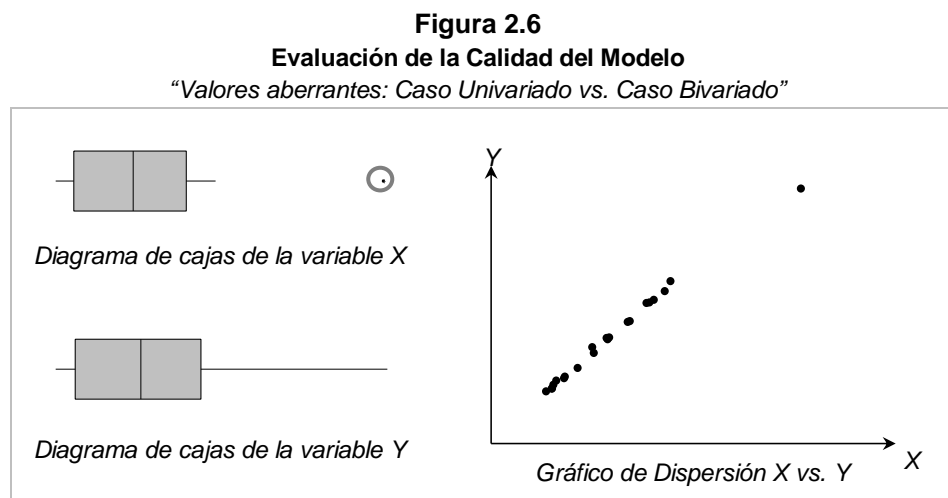 Figura 2.6
Evaluación de la Calidad del Modelo
“Valores aberrantes: Caso Univariado vs. Caso Bivariado”
Diagrama de cajas de la variable X
Diagrama de cajas de la variable Y
Y
X
Gráfico de Dispersión X vs. Y